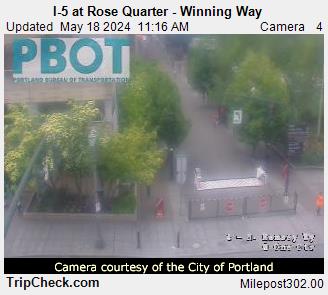 I-5 at Rose Quarter - Winning Way
Updated May 18 2024 11:16 AM Camera 4
PBOT
PORTLAND BUREAU OF TRANSPORTATION
Camera courtesy of the City of Portland
TripCheck.com Milepost302.00